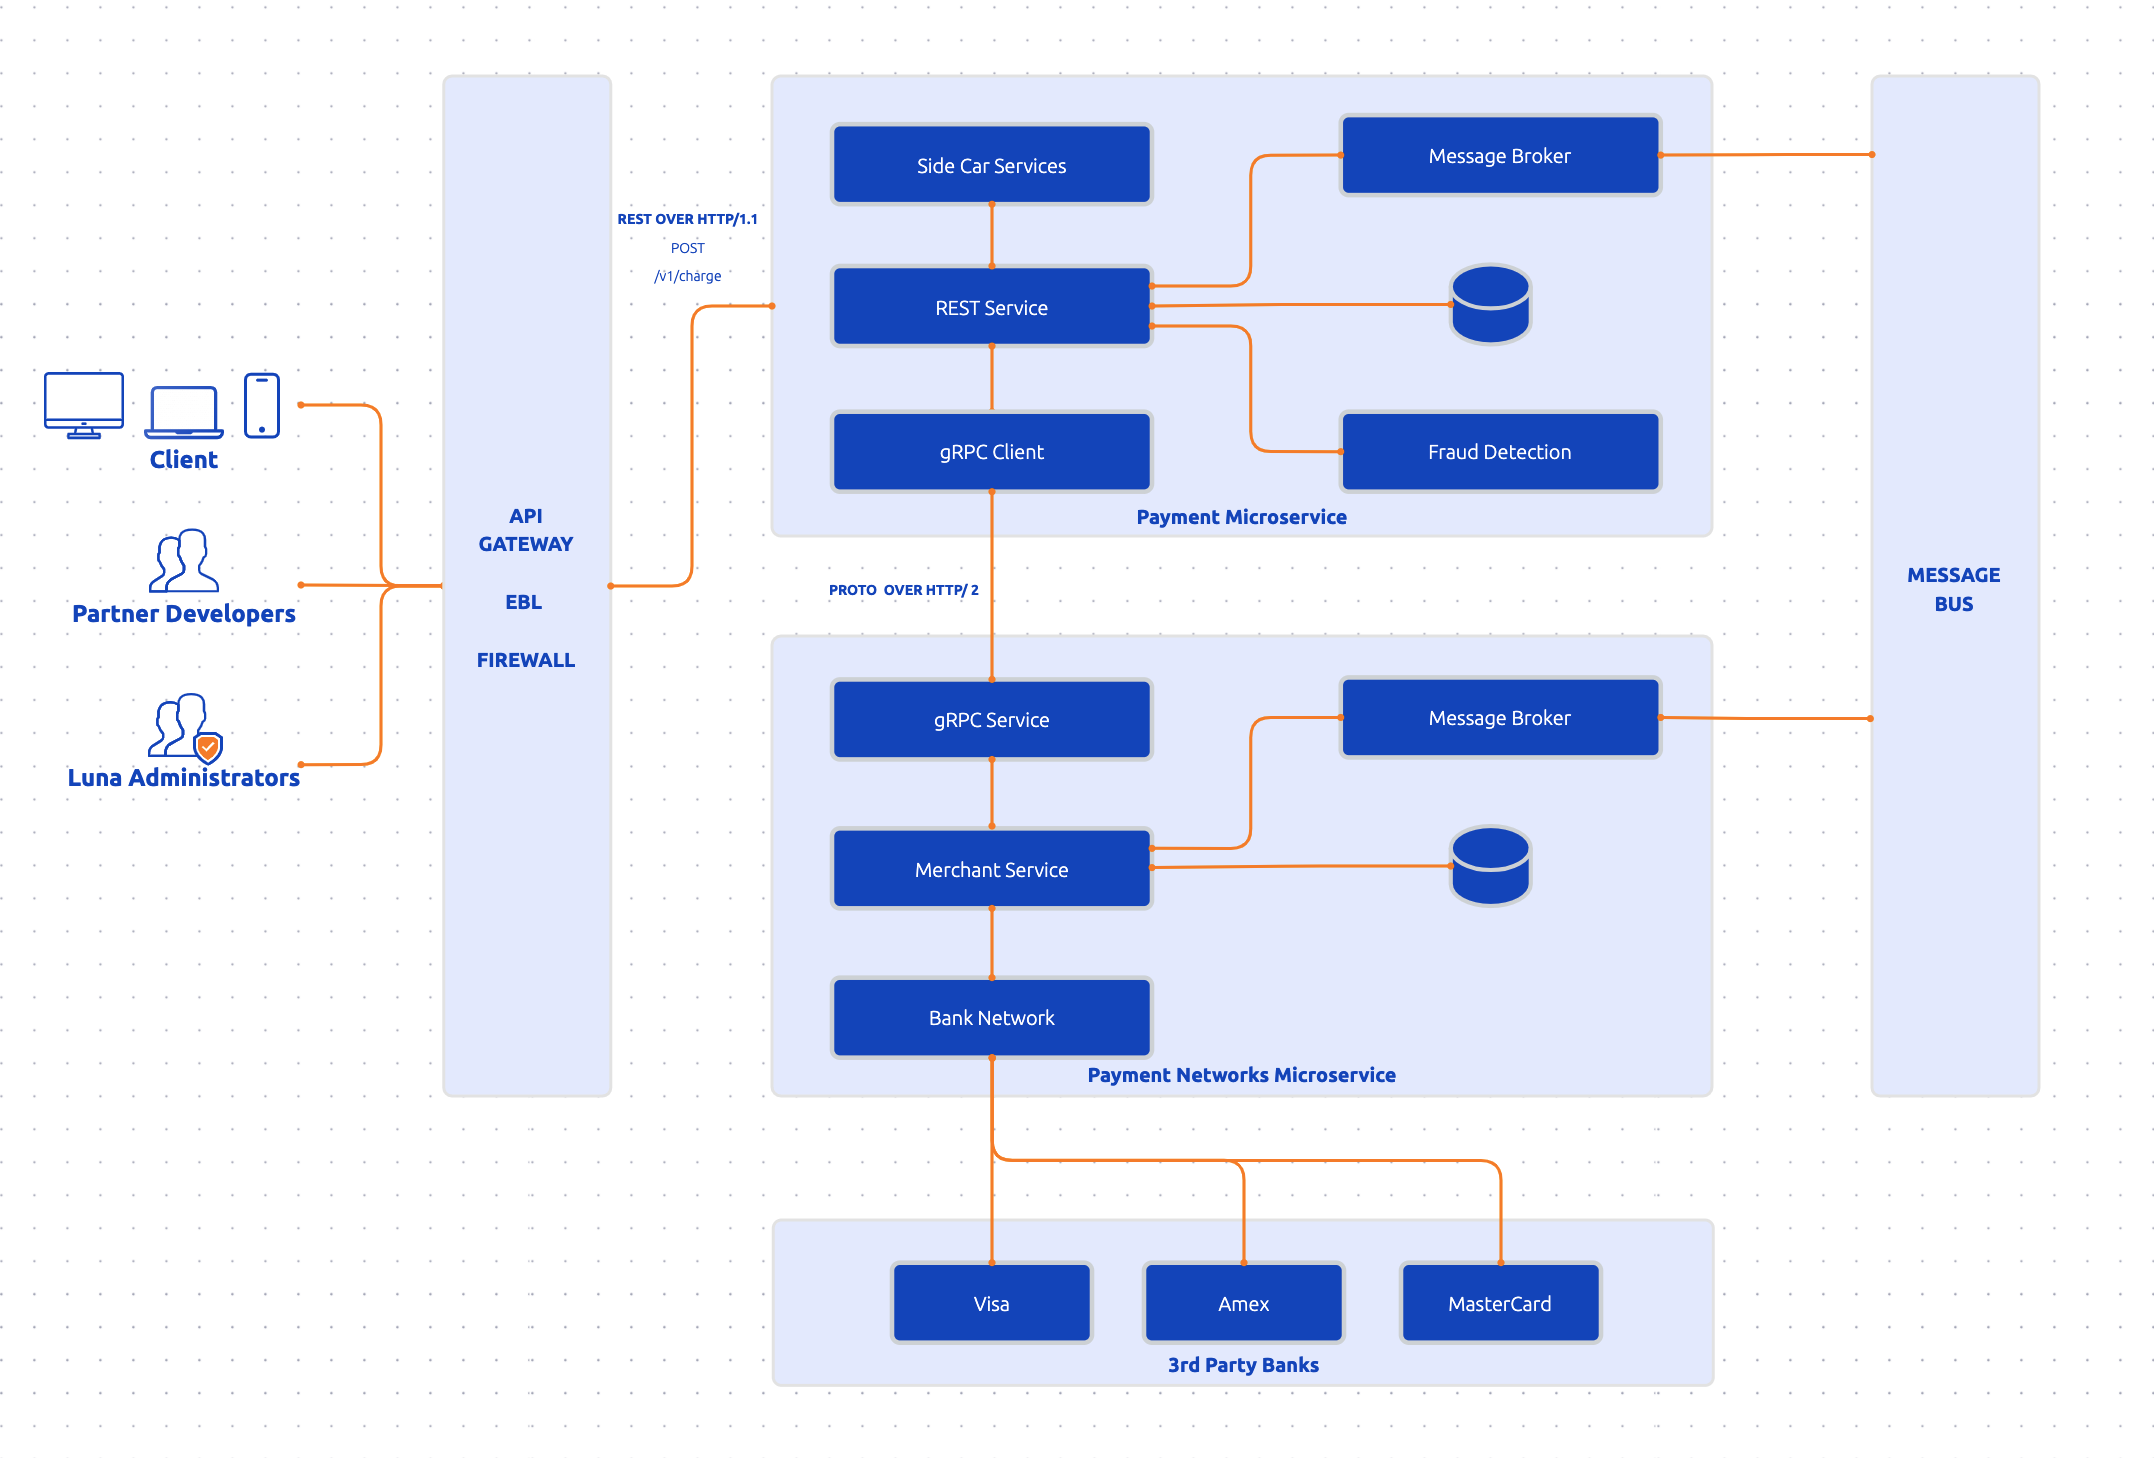 Client
Partner Developers
Luna Administrators
API
GATEWAY
EBL
FIREWALL
REST OVER HTTP/1.1
POST
/v1/charge
Side Car Services
Message Broker
REST Service
gRPC Client
Fraud Detection
Payment Microservice
PROTO  OVER HTTP/ 2
gRPC Service
Message Broker
Merchant Service
Bank Network
Payment Networks Microservice
MESSAGE
BUS
Visa
Amex
MasterCard
3rd Party Banks